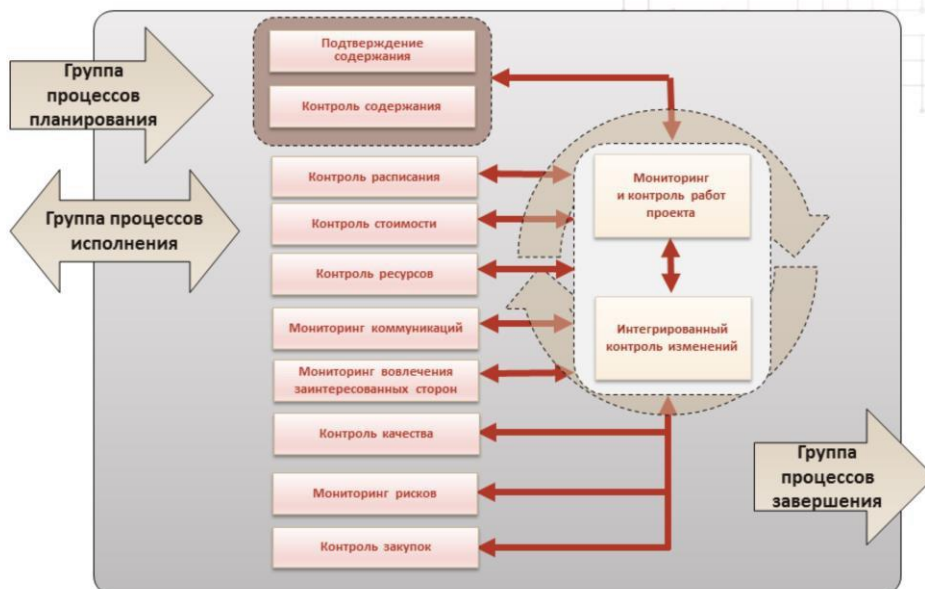 Группа
процессов
планирования
Группа процессов
исполнения
Подтверждение
содержания
Контроль содержания
Контроль расписания
Контроль стоимости
Контроль ресурсов
Мониторинг коммуникаций
Мониторинг вовлечения
заинтересованных сторон
Контроль качества
Мониторинг рисков
Контроль закупок
Мониторинг
и контроль работ
проекта
Интегрированный
контроль изменений
Группа
процессов
завершения